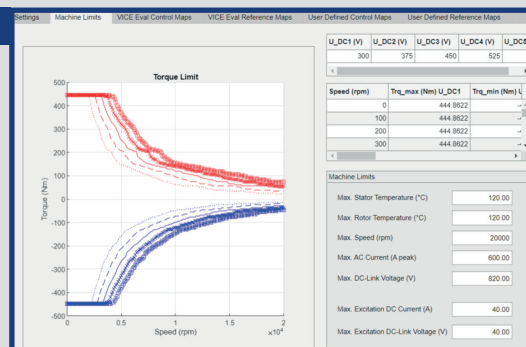 Settings Machine Limits VICE Eval Control Maps VICE Eval Reference Maps User Defined Control Maps User Defined Reference Maps
U_DC1 (V) U_DC2 (V) U_DC3 (V) U_DC4 (V) U_DC5
300 375 450 525
Torque Limit
Torque (Nm)
500
400
300
200
100
0
-100
-200
-300
-400
-500
0 0.5 1 1.5 2
×10⁴
Speed (rpm)
Speed (rpm) Trq_max (Nm) U_DC1 Trq_min (Nm) U
0 444.8622
100 444.8622
200 444.8622
300 444.8622
Machine Limits
Max. Stator Temperature (°C) 120.00
Max. Rotor Temperature (°C) 120.00
Max. Speed (rpm) 20000
Max. AC Current (A peak) 600.00
Max. DC-Link Voltage (V) 820.00
Max. Excitation DC Current (A) 40.00
Max. Excitation DC-Link Voltage (V) 40.00